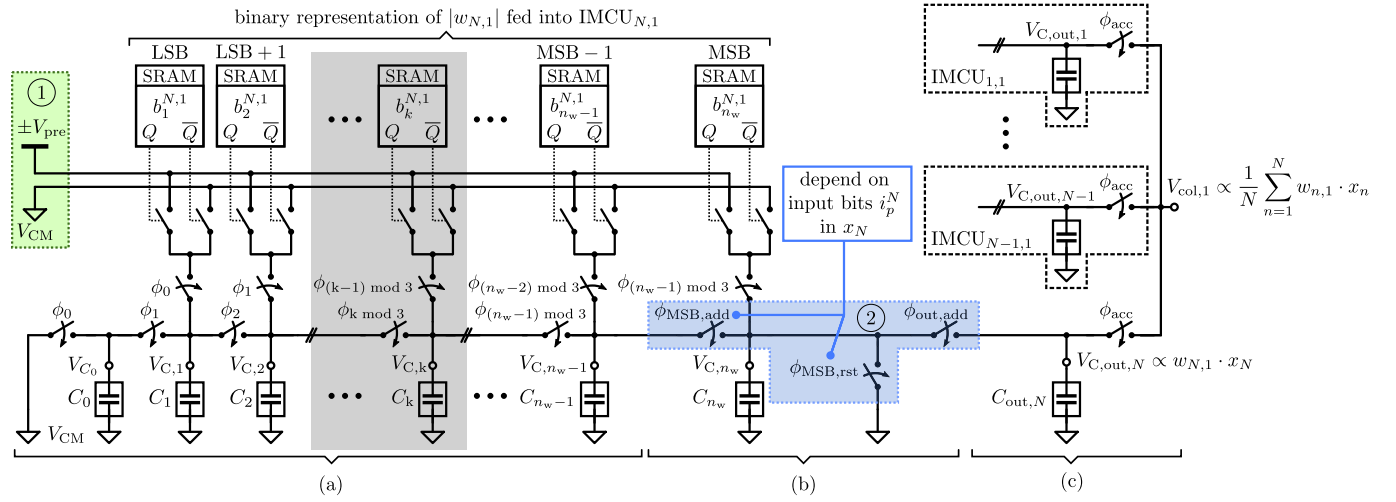 binary representation of |w_{N,1}| fed into IMCU_{N,1}
LSB LSB + 1 MSB − 1 MSB
SRAM SRAM SRAM SRAM SRAM
b_1^{N,1} b_2^{N,1} b_k^{N,1} b_{n_w−1}^{N,1} b_{n_w}^{N,1}
Q Q̅ Q Q̅ Q Q̅ Q Q̅ Q Q̅
1
±V_pre
V_CM
V_{C,out,1} ϕ_acc
IMCU_{1,1}
depend on
input bits i_p^N
in x_N
V_{C,out,N−1} ϕ_acc
IMCU_{N−1,1}
V_{col,1} ∝ \frac{1}{N} \sum_{n=1}^{N} w_{n,1} · x_n
ϕ_0 ϕ_1 ϕ_{(k−1) mod 3} ϕ_{(n_w−2) mod 3} ϕ_{(n_w−1) mod 3}
ϕ_0 ϕ_1 ϕ_2 ϕ_{k mod 3} ϕ_{(n_w−1) mod 3} ϕ_{MSB,add} 2 ϕ_{out,add} ϕ_acc
V_{C_0} V_{C,1} V_{C,2} V_{C,k} V_{C,n_w−1} V_{C,n_w} ϕ_{MSB,rst} V_{C,out,N} ∝ w_{N,1} · x_N
C_0 C_1 C_2 C_k C_{n_w−1} C_{n_w} C_{out,N}
V_CM
(a) (b) (c)